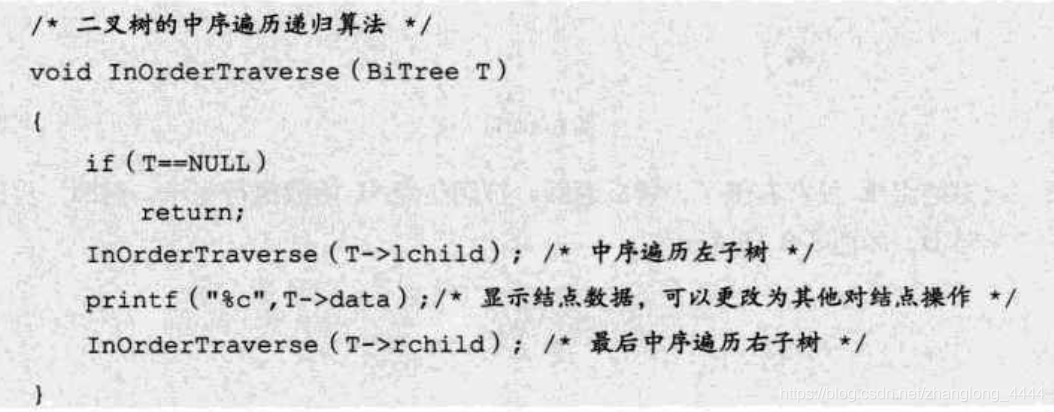 /* 二叉树的中序遍历递归算法 */
void InOrderTraverse (BiTree T)
{
if (T==NULL)
return;
InOrderTraverse (T->lchild); /* 中序遍历左子树 */
printf ("%c",T->data);/* 显示结点数据，可以更改为其他对结点操作 */
InOrderTraverse (T->rchild); /* 最后中序遍历右子树 */
}
https://blog.csdn.net/zhanglong_4444